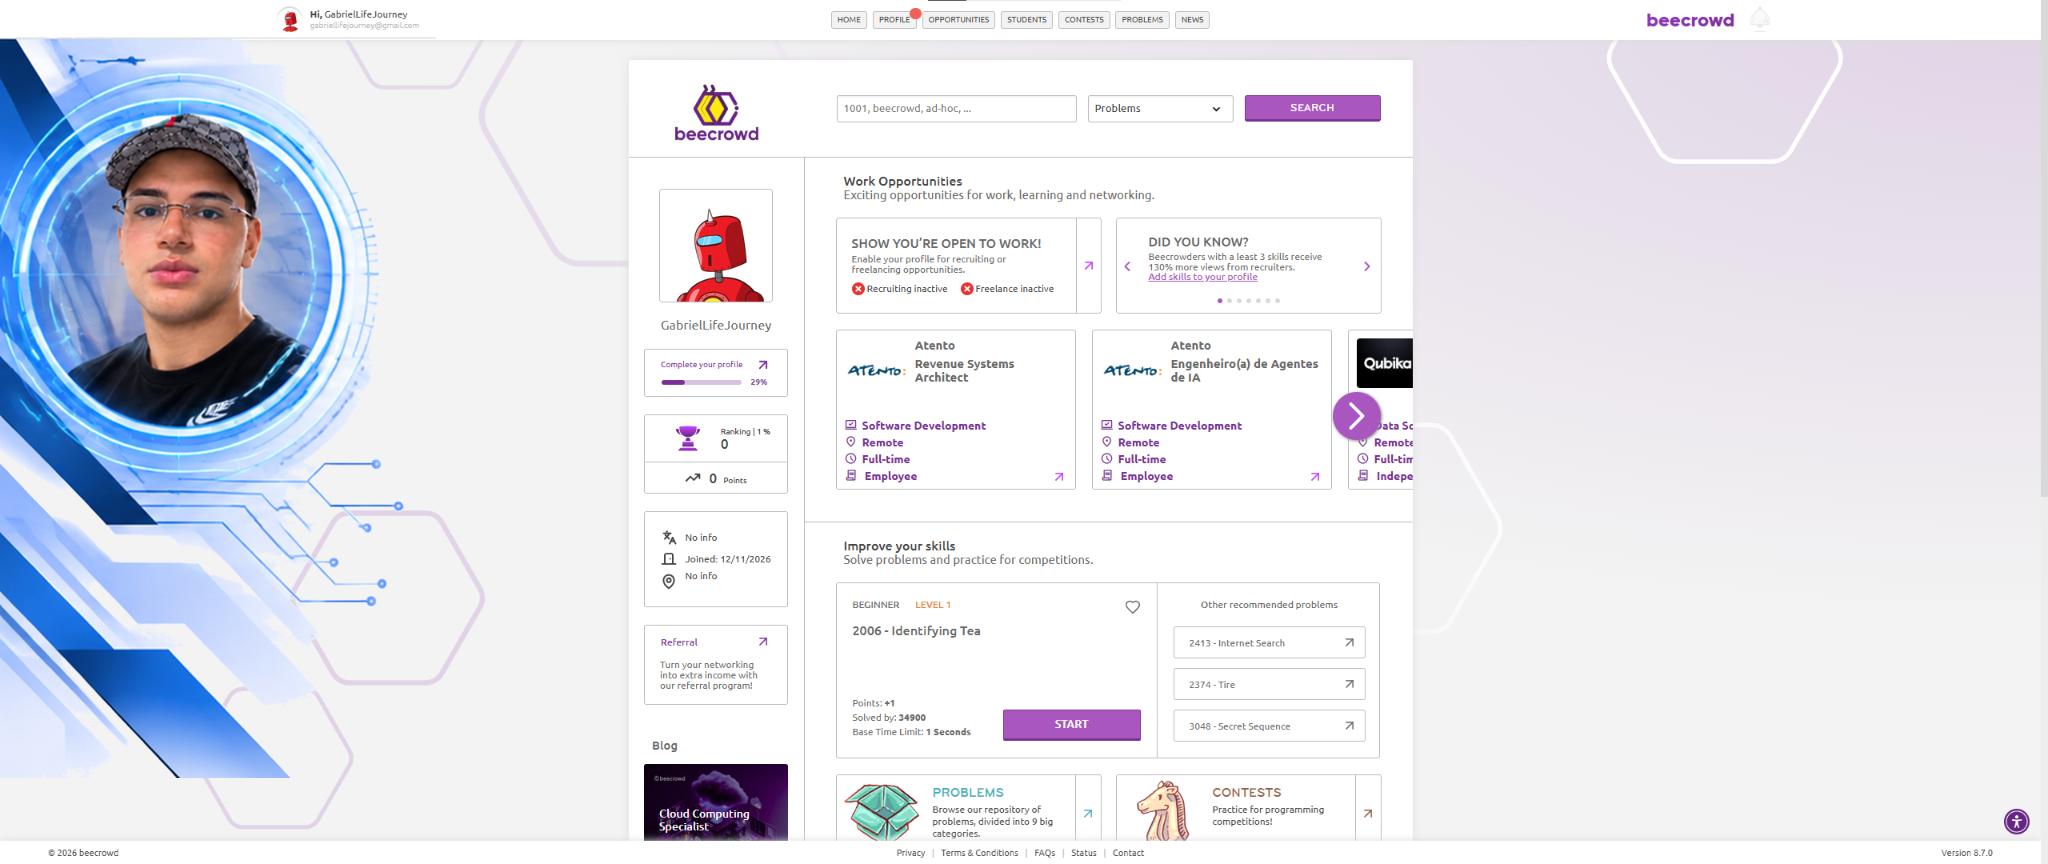 Hi, GabrielLifeJourney
gabriellifejourney@gmail.com
HOME
PROFILE
OPPORTUNITIES
STUDENTS
CONTESTS
PROBLEMS
NEWS
beecrowd
beecrowd
1001, beecrowd, ad-hoc, ...
Problems
SEARCH
GabrielLifeJourney
Complete your profile
29%
Ranking | 1 %
0
0 Points
No info
Joined: 12/11/2026
No info
Referral
Turn your networking
into extra income with
our referral program!
Blog
©beecrowd
Cloud Computing
Specialist
Work Opportunities
Exciting opportunities for work, learning and networking.
SHOW YOU'RE OPEN TO WORK!
Enable your profile for recruiting or
freelancing opportunities.
Recruiting inactive
Freelance inactive
DID YOU KNOW?
Beecrowders with a least 3 skills receive
130% more views from recruiters.
Add skills to your profile
ATENTO:
Atento
Revenue Systems
Architect
Software Development
Remote
Full-time
Employee
ATENTO:
Atento
Engenheiro(a) de Agentes
de IA
Software Development
Remote
Full-time
Employee
Qubika
Data Sc
Remote
Full-tim
Indepe
Improve your skills
Solve problems and practice for competitions.
BEGINNER
LEVEL 1
2006 - Identifying Tea
Points: +1
Solved by: 34900
Base Time Limit: 1 Seconds
START
Other recommended problems
2413 - Internet Search
2374 - Tire
3048 - Secret Sequence
PROBLEMS
Browse our repository of
problems, divided into 9 big
categories.
CONTESTS
Practice for programming
competitions!
© 2026 beecrowd
Privacy | Terms & Conditions | FAQs | Status | Contact
Version 8.7.0